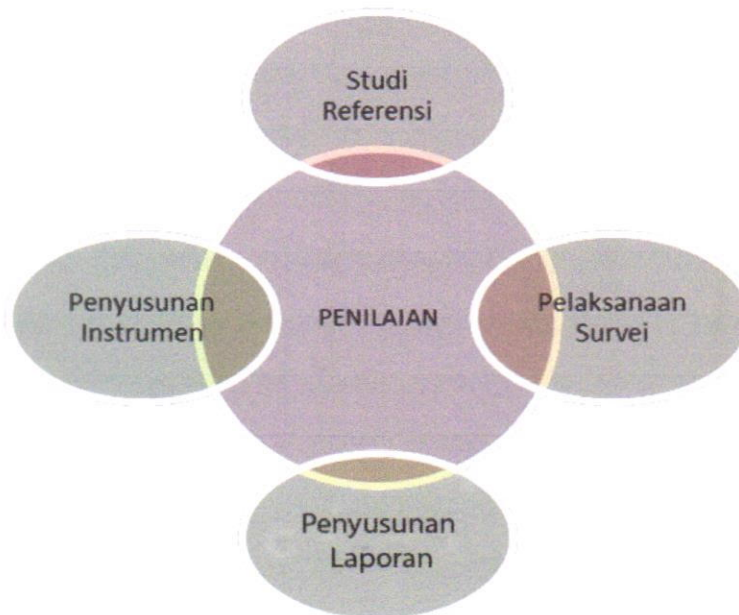 Studi
Referensi
Penyusunan
Instrumen
PENILAIAN
Pelaksanaan
Survei
Penyusunan
Laporan